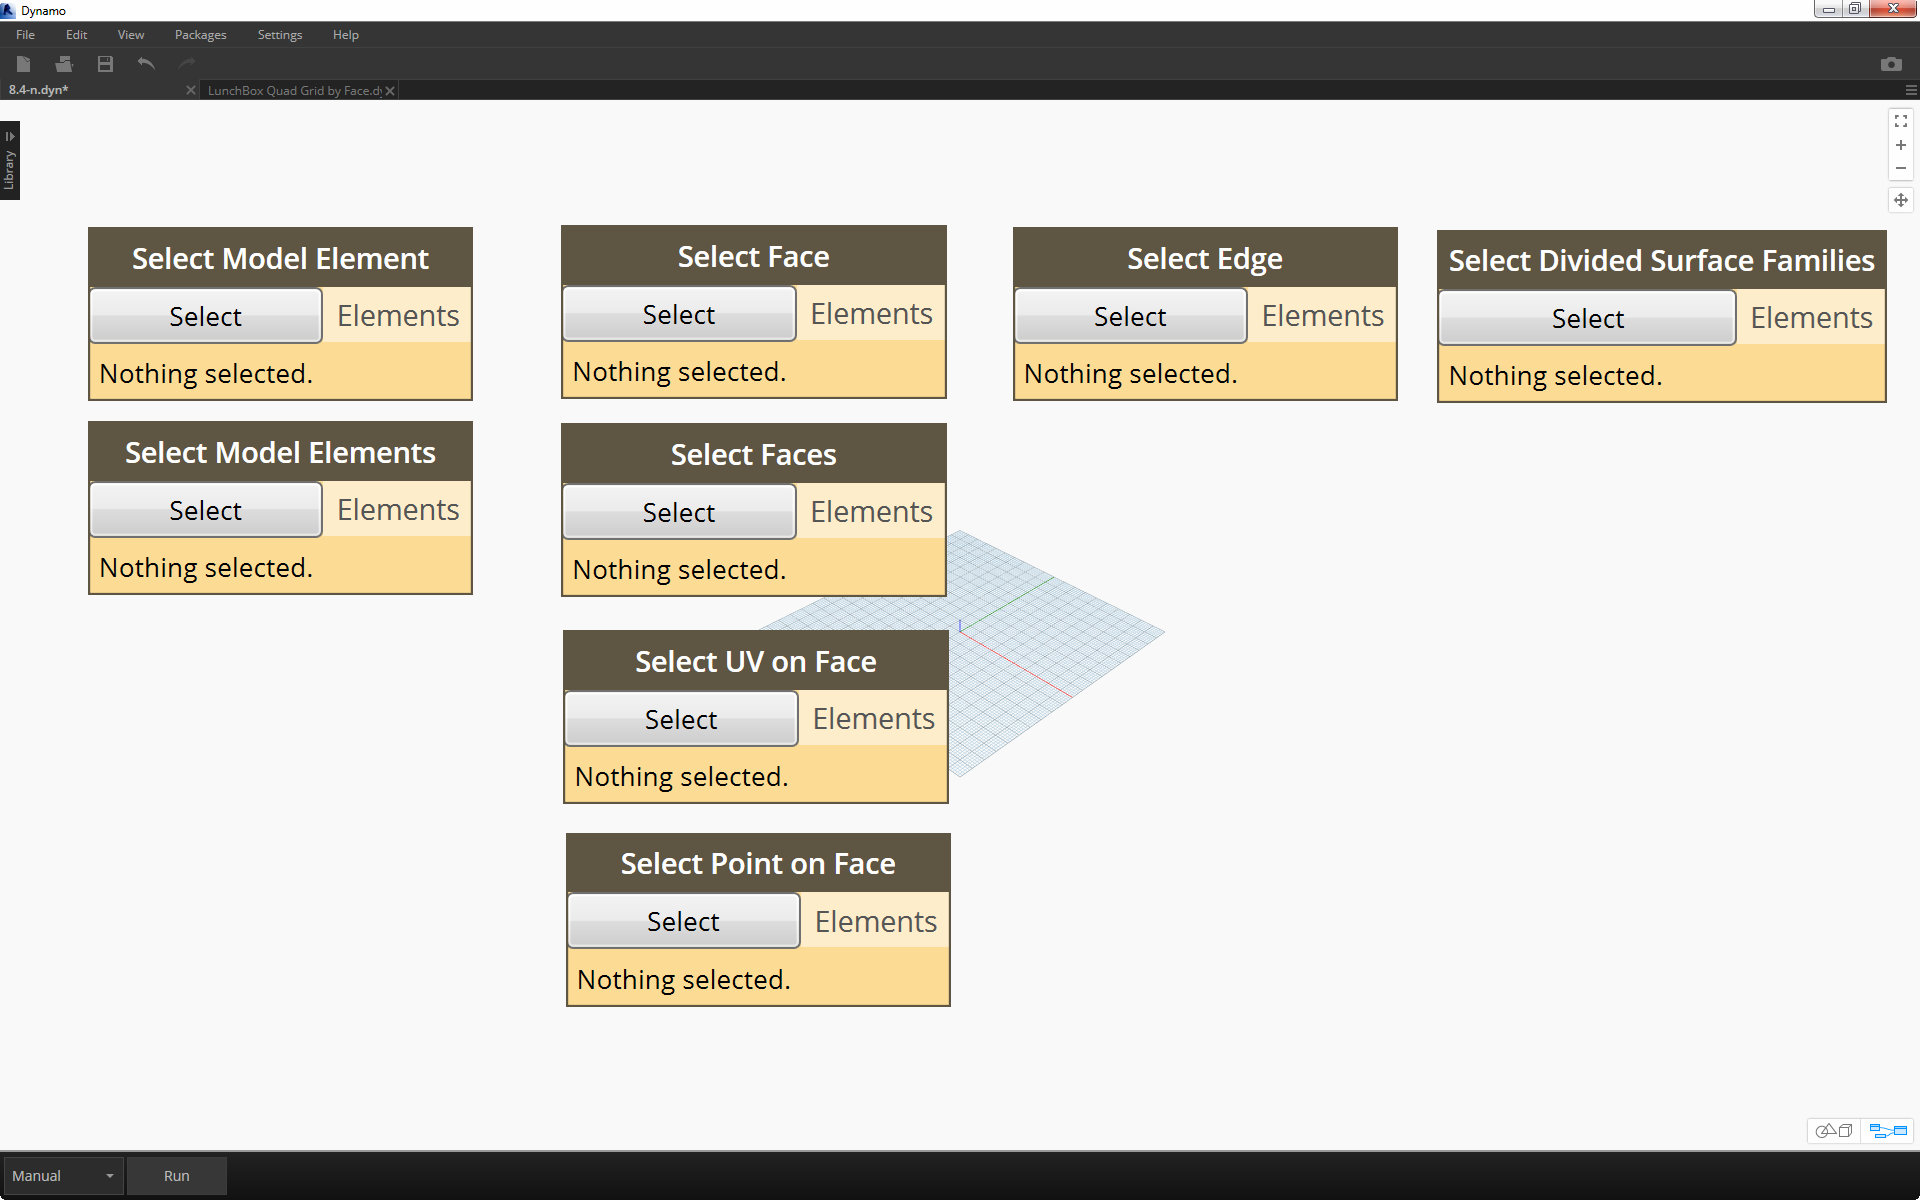 Dynamo
File Edit View Packages Settings Help
8.4-n.dyn* LunchBox Quad Grid by Face.dy
Library
Select Model Element
Select Elements
Nothing selected.
Select Face
Select Elements
Nothing selected.
Select Edge
Select Elements
Nothing selected.
Select Divided Surface Families
Select Elements
Nothing selected.
Select Model Elements
Select Elements
Nothing selected.
Select Faces
Select Elements
Nothing selected.
Select UV on Face
Select Elements
Nothing selected.
Select Point on Face
Select Elements
Nothing selected.
Manual Run